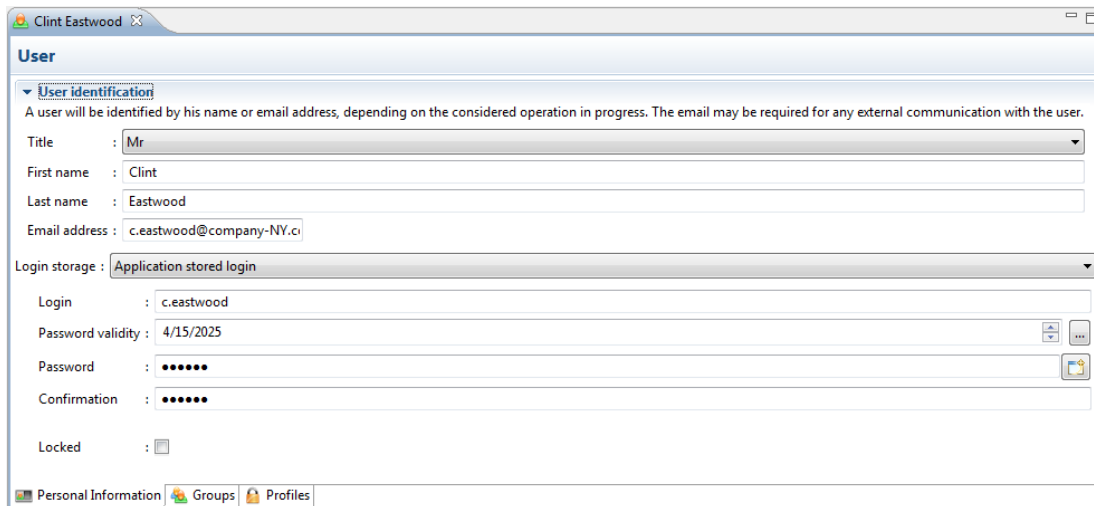 Clint Eastwood
User
User identification
A user will be identified by his name or email address, depending on the considered operation in progress. The email may be required for any external communication with the user.
Title : Mr
First name : Clint
Last name : Eastwood
Email address : c.eastwood@company-NY.c
Login storage : Application stored login
Login : c.eastwood
Password validity : 4/15/2025 ...
Password : ••••••
Confirmation : ••••••
Locked :
Personal Information Groups Profiles